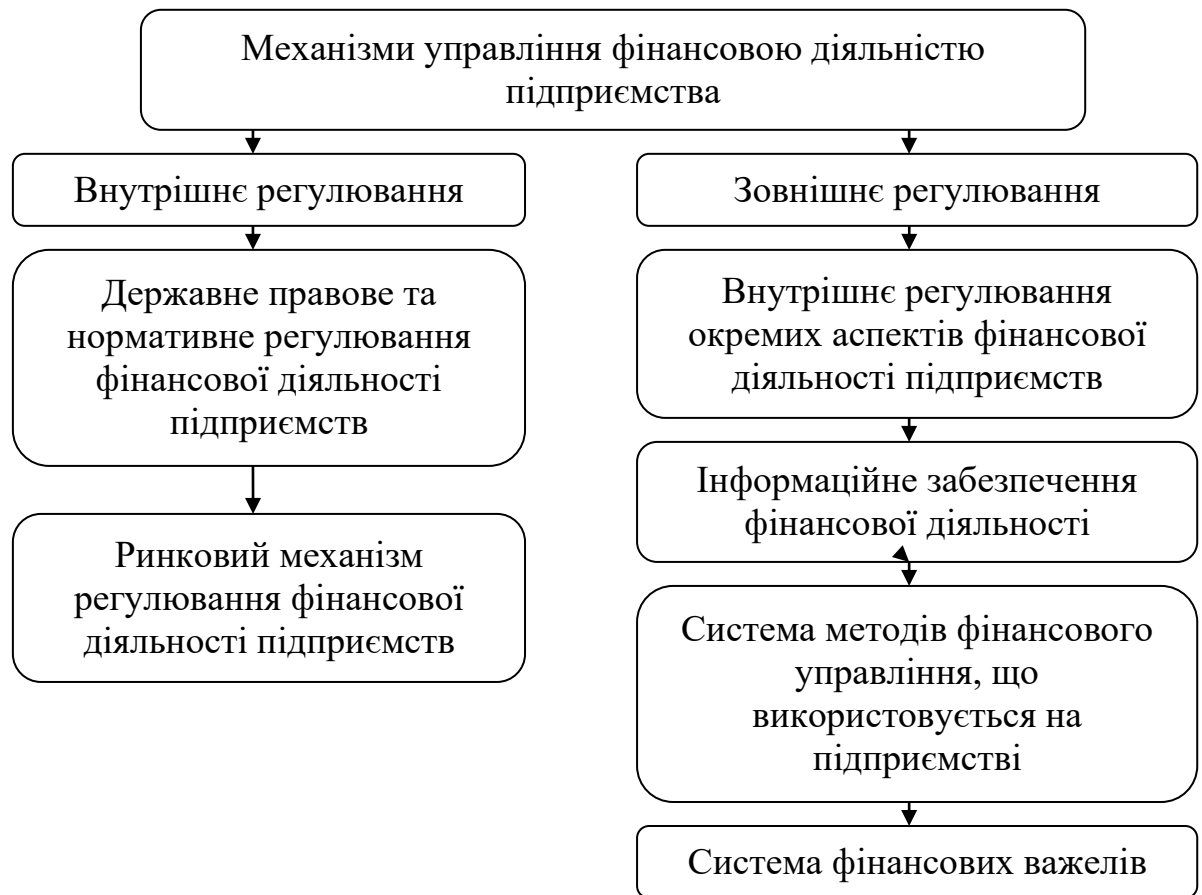 Механізми управління фінансовою діяльністю
підприємства
Внутрішнє регулювання
Державне правове та
нормативне регулювання
фінансової діяльності
підприємств
Ринковий механізм
регулювання фінансової
діяльності підприємств
Зовнішнє регулювання
Внутрішнє регулювання
окремих аспектів фінансової
діяльності підприємств
Інформаційне забезпечення
фінансової діяльності
Система методів фінансового
управління, що
використовується на
підприємстві
Система фінансових важелів